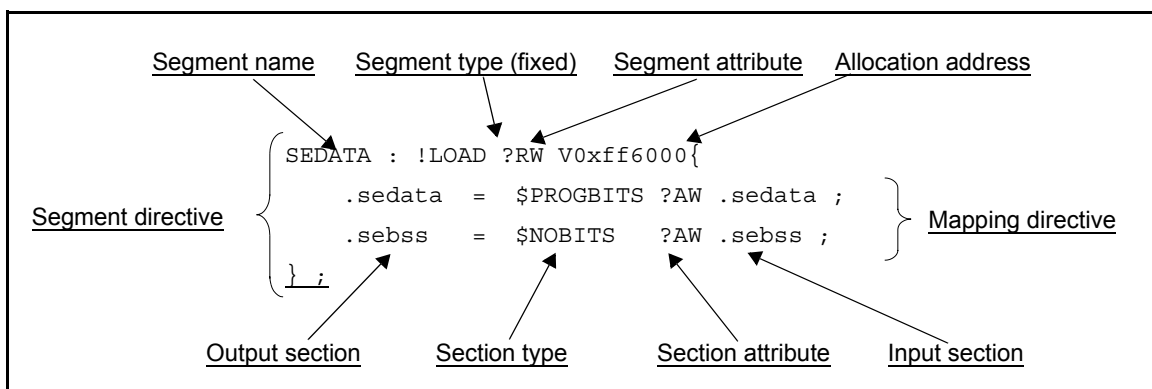 Segment name Segment type (fixed) Segment attribute Allocation address
SEDATA : !LOAD ?RW V0xff6000{
.sedata = $PROGBITS ?AW .sedata ;
Segment directive
Mapping directive
.sebss = $NOBITS ?AW .sebss ;
} ;
Output section Section type Section attribute Input section